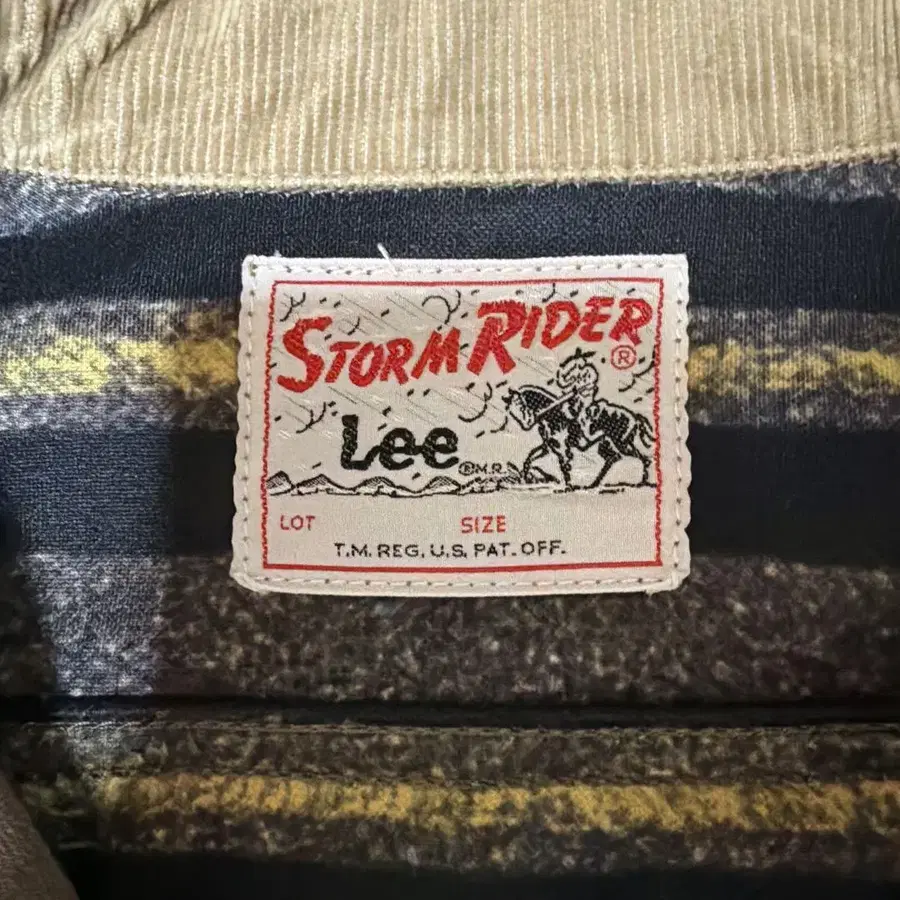 STORM RIDER ®
Lee ® M.R.
LOT SIZE
T.M. REG. U.S. PAT. OFF.